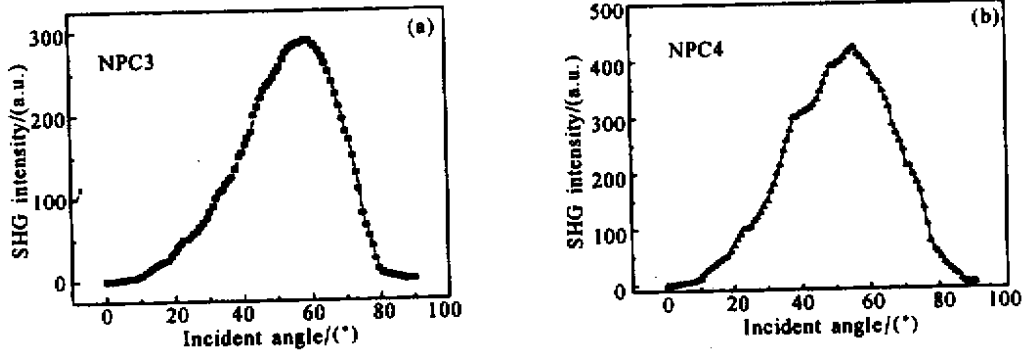 (a)
NPC3
SHG intensity/(a.u.)
300
200
100
0
0 20 40 60 80 100
Incident angle/(°)
(b)
NPC4
SHG intensity/(a.u.)
500
400
300
200
100
0
0 20 40 60 80 100
Incident angle/(°)